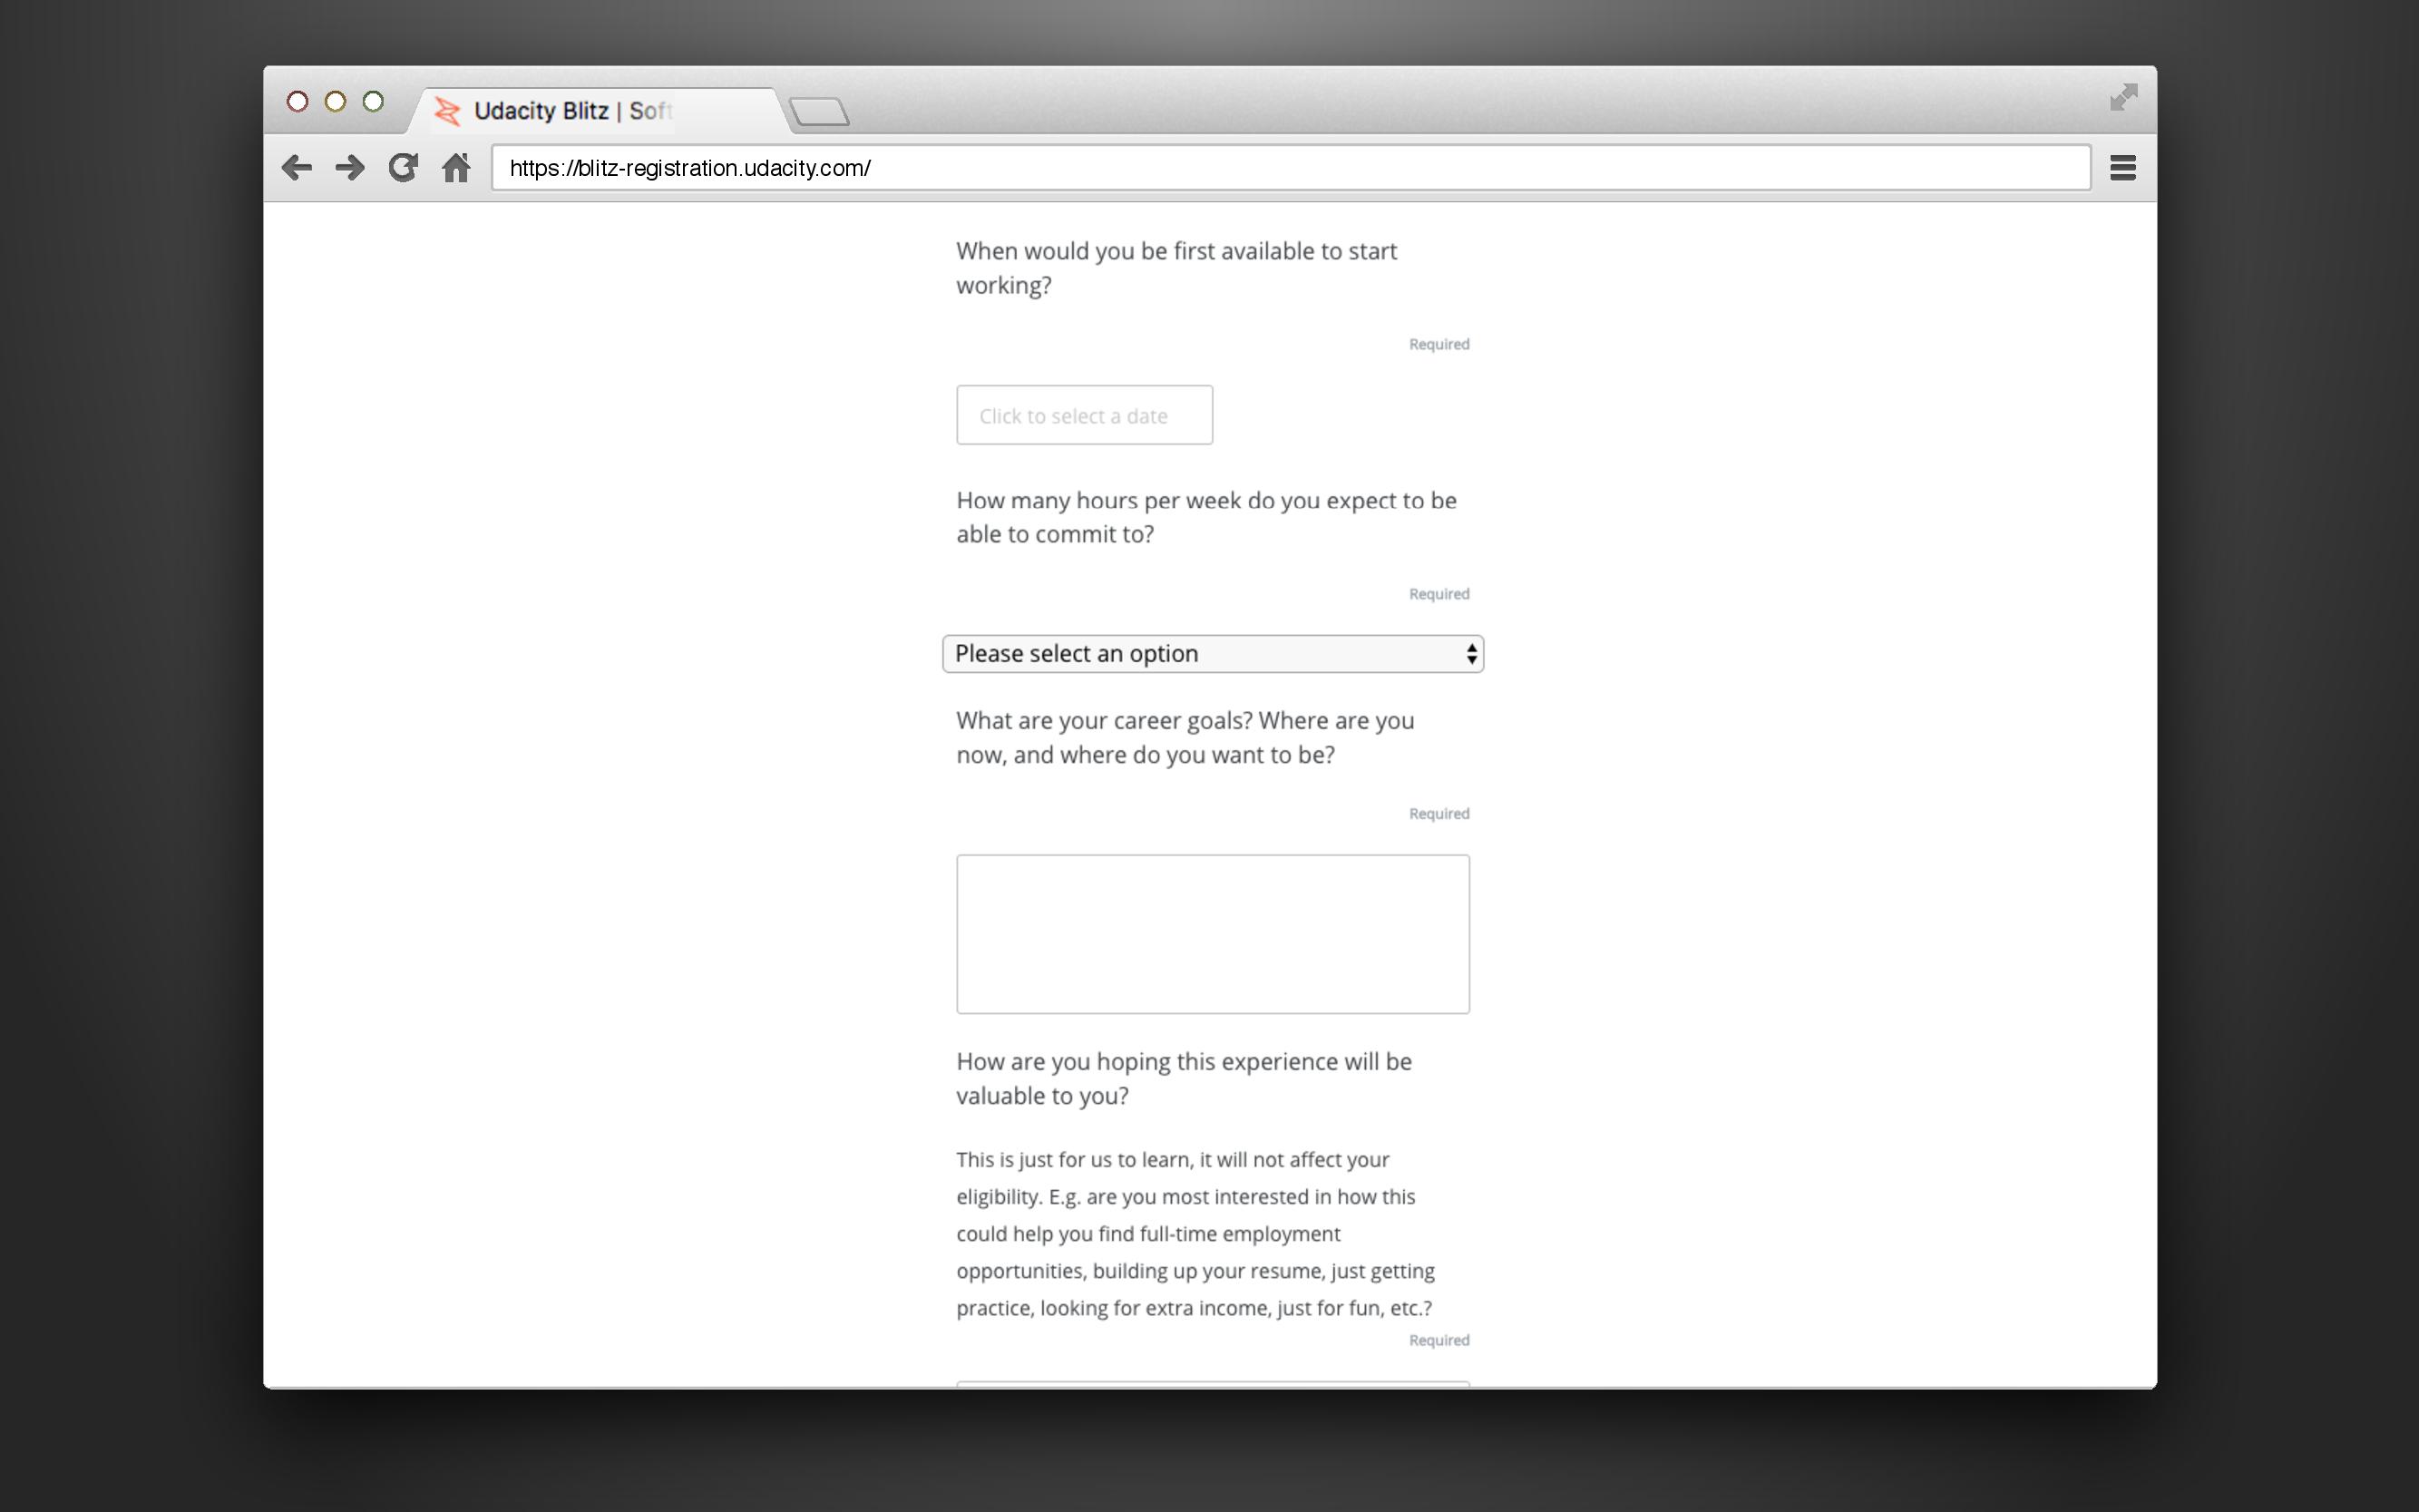 Udacity Blitz | Soft
https://blitz-registration.udacity.com/
When would you be first available to start
working?
Required
Click to select a date
How many hours per week do you expect to be
able to commit to?
Required
Please select an option
What are your career goals? Where are you
now, and where do you want to be?
Required
How are you hoping this experience will be
valuable to you?
This is just for us to learn, it will not affect your
eligibility. E.g. are you most interested in how this
could help you find full-time employment
opportunities, building up your resume, just getting
practice, looking for extra income, just for fun, etc.?
Required